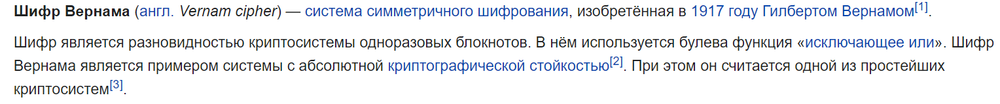 Шифр Вернама (англ. Vernam cipher) — система симметричного шифрования, изобретённая в 1917 году Гилбертом Вернамом[1].
Шифр является разновидностью криптосистемы одноразовых блокнотов. В нём используется булева функция «исключающее или». Шифр
Вернама является примером системы с абсолютной криптографической стойкостью[2]. При этом он считается одной из простейших
криптосистем[3].